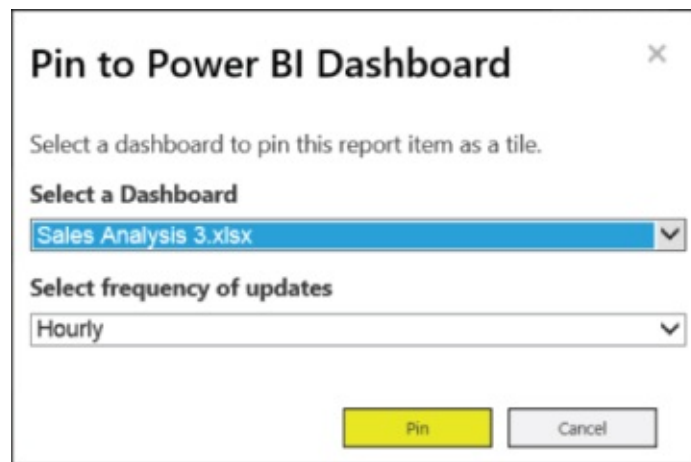 Pin to Power BI Dashboard
Select a dashboard to pin this report item as a tile.
Select a Dashboard
Sales Analysis 3.xlsx
Select frequency of updates
Hourly
Pin Cancel